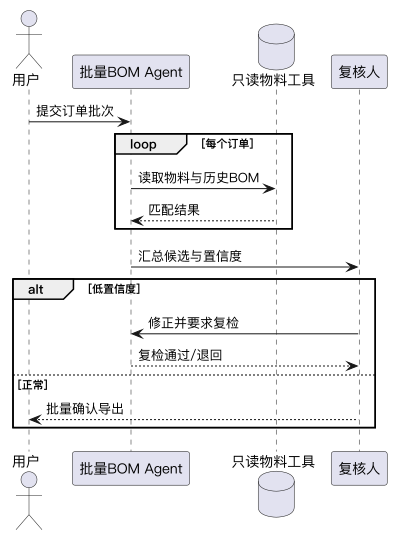 用户
批量BOM Agent
只读物料工具
复核人
提交订单批次
loop
[每个订单]
读取物料与历史BOM
匹配结果
汇总候选与置信度
alt
[低置信度]
修正并要求复检
复检通过/退回
[正常]
批量确认导出
用户
批量BOM Agent
只读物料工具
复核人